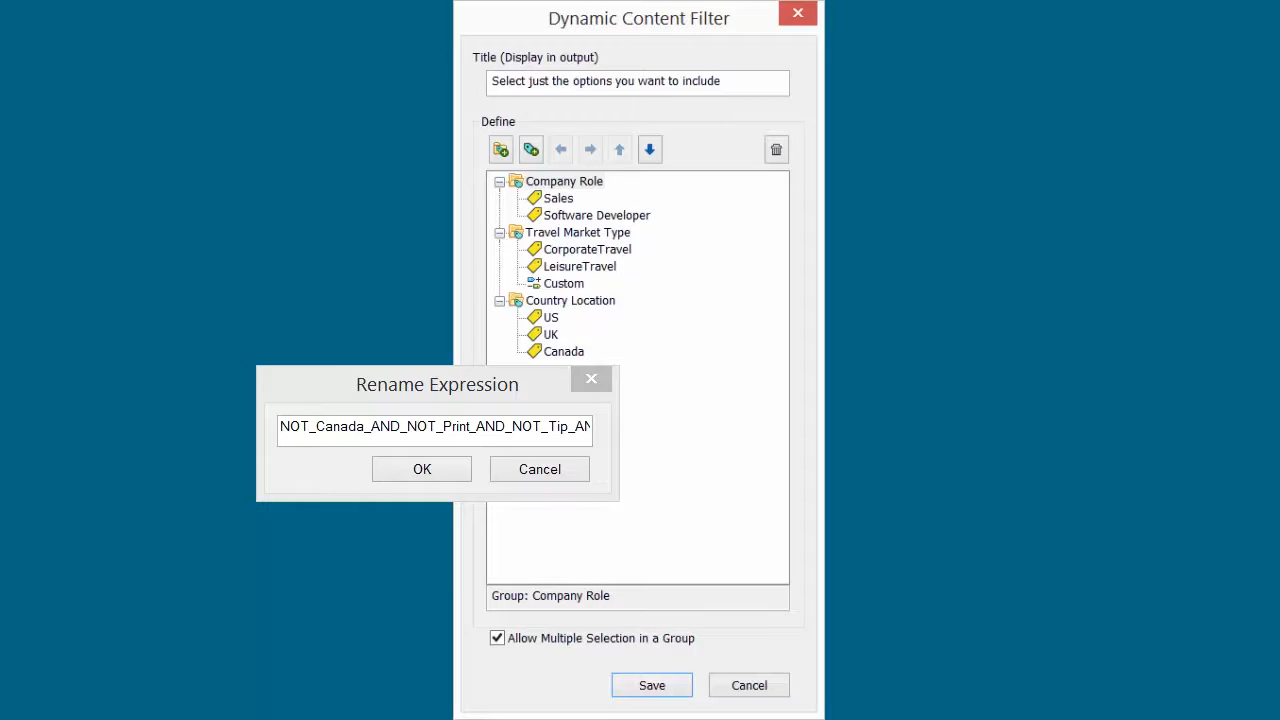 Dynamic Content Filter
Title (Display in output)
Select just the options you want to include
Define
Company Role
Sales
Software Developer
Travel Market Type
CorporateTravel
LeisureTravel
Custom
Country Location
US
UK
Canada
Rename Expression
NOT_Canada_AND_NOT_Print_AND_NOT_Tip_AN
OK Cancel
Group: Company Role
Allow Multiple Selection in a Group
Save Cancel